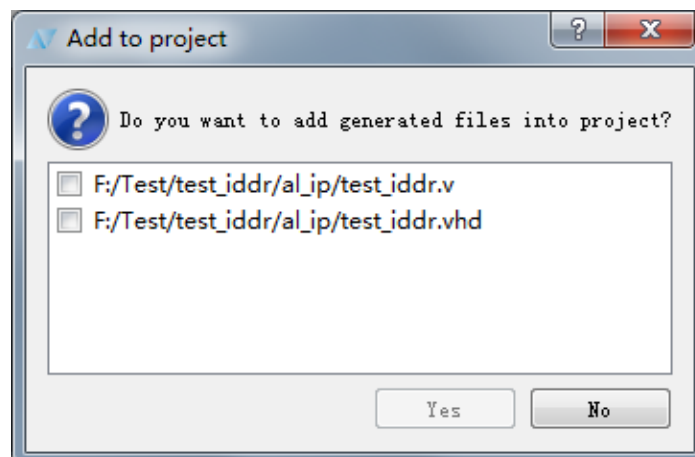 Add to project
?
Do you want to add generated files into project?
F:/Test/test_iddr/al_ip/test_iddr.v
F:/Test/test_iddr/al_ip/test_iddr.vhd
Yes
No